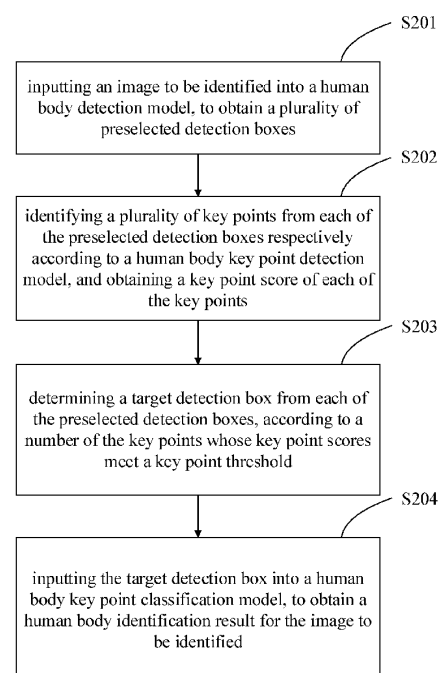 S201
inputting an image to be identified into a human
body detection model, to obtain a plurality of
preselected detection boxes
S202
identifying a plurality of key points from each of
the preselected detection boxes respectively
according to a human body key point detection
model, and obtaining a key point score of each of
the key points
S203
determining a target detection box from each of
the preselected detection boxes, according to a
number of the key points whose key point scores
meet a key point threshold
S204
inputting the target detection box into a human
body key point classification model, to obtain a
human body identification result for the image to
be identified